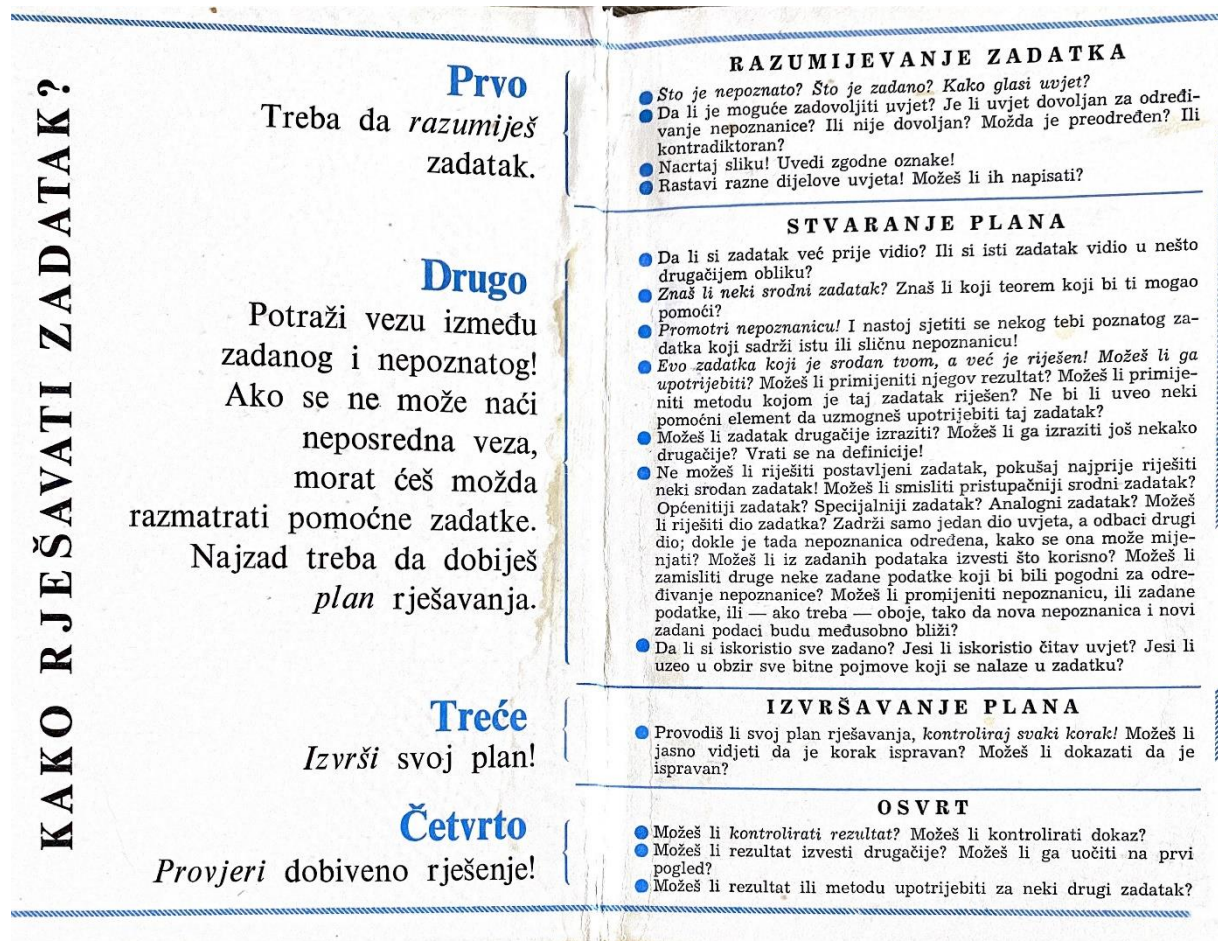 KAKO RJEŠAVATI ZADATAK?
Prvo
Treba da razumiješ
zadatak.
Drugo
Potraži vezu između
zadanog i nepoznatog!
Ako se ne može naći
neposredna veza,
morat ćeš možda
razmatrati pomoćne zadatke.
Najzad treba da dobiješ
plan rješavanja.
Treće
Izvrši svoj plan!
Četvrto
Provjeri dobiveno rješenje!
RAZUMIJEVANJE ZADATKA
Što je nepoznato? Što je zadano? Kako glasi uvjet?
Da li je moguće zadovoljiti uvjet? Je li uvjet dovoljan za određi-
vanje nepoznanice? Ili nije dovoljan? Možda je preodređen? Ili
kontradiktoran?
Nacrtaj sliku! Uvedi zgodne oznake!
Rastavi razne dijelove uvjeta! Možeš li ih napisati?
STVARANJE PLANA
Da li si zadatak već prije vidio? Ili si isti zadatak vidio u nešto
drugačijem obliku?
Znaš li neki srodni zadatak? Znaš li koji teorem koji bi ti mogao
pomoći?
Promotri nepoznanicu! I nastoj sjetiti se nekog tebi poznatog za-
datka koji sadrži istu ili sličnu nepoznanicu!
Evo zadatka koji je srodan tvom, a već je riješen! Možeš li ga
upotrijebiti? Možeš li primijeniti njegov rezultat? Možeš li primije-
niti metodu kojom je taj zadatak riješen? Ne bi li uveo neki
pomoćni element da uzmogneš upotrijebiti taj zadatak?
Možeš li zadatak drugačije izraziti? Možeš li ga izraziti još nekako
drugačije? Vrati se na definicije!
Ne možeš li riješiti postavljeni zadatak, pokušaj najprije riješiti
neki srodan zadatak! Možeš li smisliti pristupačniji srodni zadatak?
Općenitiji zadatak? Specijalniji zadatak? Analogni zadatak? Možeš
li riješiti dio zadatka? Zadrži samo jedan dio uvjeta, a odbaci drugi
dio; dokle je tada nepoznanica određena, kako se ona može mije-
njati? Možeš li iz zadanih podataka izvesti što korisno? Možeš li
zamisliti druge neke zadane podatke koji bi bili pogodni za odre-
đivanje nepoznanice? Možeš li promijeniti nepoznanicu, ili zadane
podatke, ili — ako treba — oboje, tako da nova nepoznanica i novi
zadani podaci budu međusobno bliži?
Da li si iskoristio sve zadano? Jesi li iskoristio čitav uvjet? Jesi li
uzeo u obzir sve bitne pojmove koji se nalaze u zadatku?
IZVRŠAVANJE PLANA
Provodiš li svoj plan rješavanja, kontroliraj svaki korak! Možeš li
jasno vidjeti da je korak ispravan? Možeš li dokazati da je
ispravan?
OSVRT
Možeš li kontrolirati rezultat? Možeš li kontrolirati dokaz?
Možeš li rezultat izvesti drugačije? Možeš li ga uočiti na prvi
pogled?
Možeš li rezultat ili metodu upotrijebiti za neki drugi zadatak?